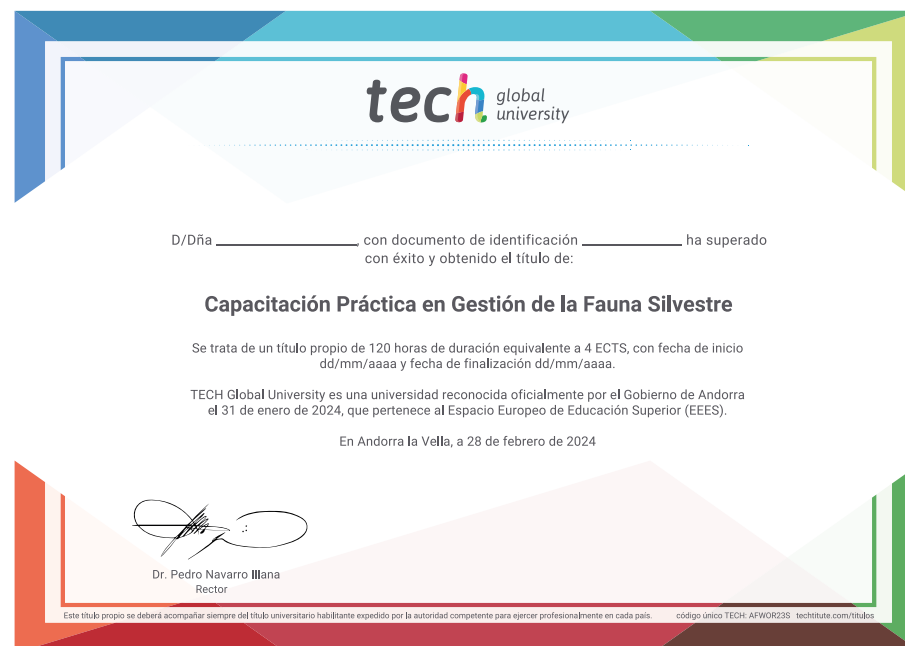 tech global university
D/Dña ________________, con documento de identificación ____________ ha superado
con éxito y obtenido el título de:
Capacitación Práctica en Gestión de la Fauna Silvestre
Se trata de un título propio de 120 horas de duración equivalente a 4 ECTS, con fecha de inicio
dd/mm/aaaa y fecha de finalización dd/mm/aaaa.
TECH Global University es una universidad reconocida oficialmente por el Gobierno de Andorra
el 31 de enero de 2024, que pertenece al Espacio Europeo de Educación Superior (EEES).
En Andorra la Vella, a 28 de febrero de 2024
Dr. Pedro Navarro Illana
Rector
Este título propio se deberá acompañar siempre del título universitario habilitante expedido por la autoridad competente para ejercer profesionalmente en cada país. código único TECH: AFWOR23S techtitute.com/titulos